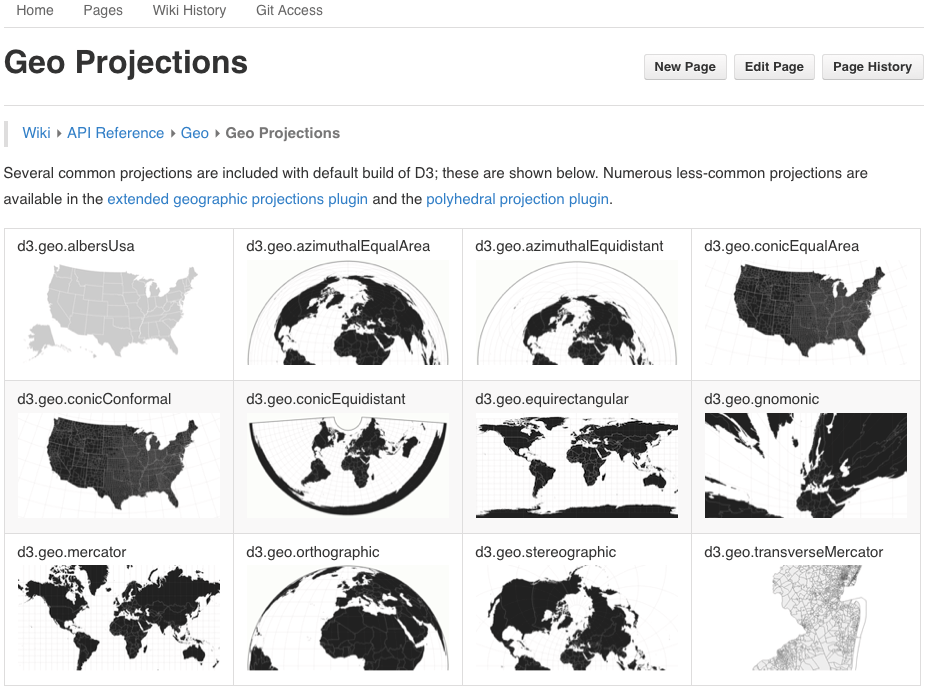 Home Pages Wiki History Git Access
Geo Projections
New Page Edit Page Page History
Wiki Api Reference Geo Geo Projections
Several common projections are included with default build of D3; these are shown below. Numerous less-common projections are
available in the extended geographic projections plugin and the polyhedral projection plugin.
d3.geo.albersUsa d3.geo.azimuthalEqualArea d3.geo.azimuthalEquidistant d3.geo.conicEqualArea
d3.geo.conicConformal d3.geo.conicEquidistant d3.geo.equirectangular d3.geo.gnomonic
d3.geo.mercator d3.geo.orthographic d3.geo.stereographic d3.geo.transverseMercator